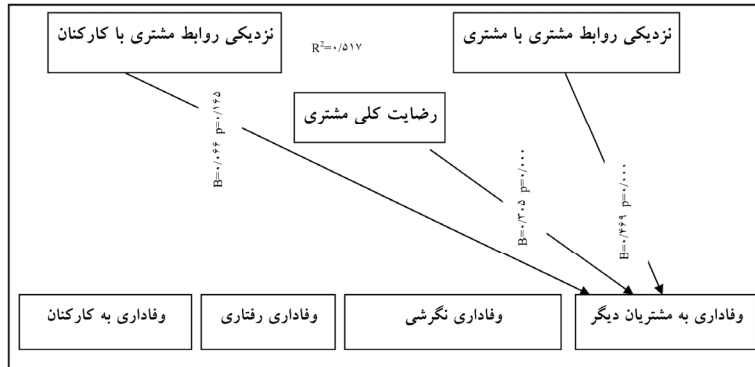 نزدیکی روابط مشتری با مشتری
R²=۰/۵۱۷
نزدیکی روابط مشتری با کارکنان
رضایت کلی مشتری
B=۰/۰۶۶ p=۰/۱۶۵
B=۰/۳۰۵ p=۰/۰۰۰
B=۰/۴۶۹ p=۰/۰۰۰
وفاداری به مشتریان دیگر
وفاداری نگرشی
وفاداری رفتاری
وفاداری به کارکنان